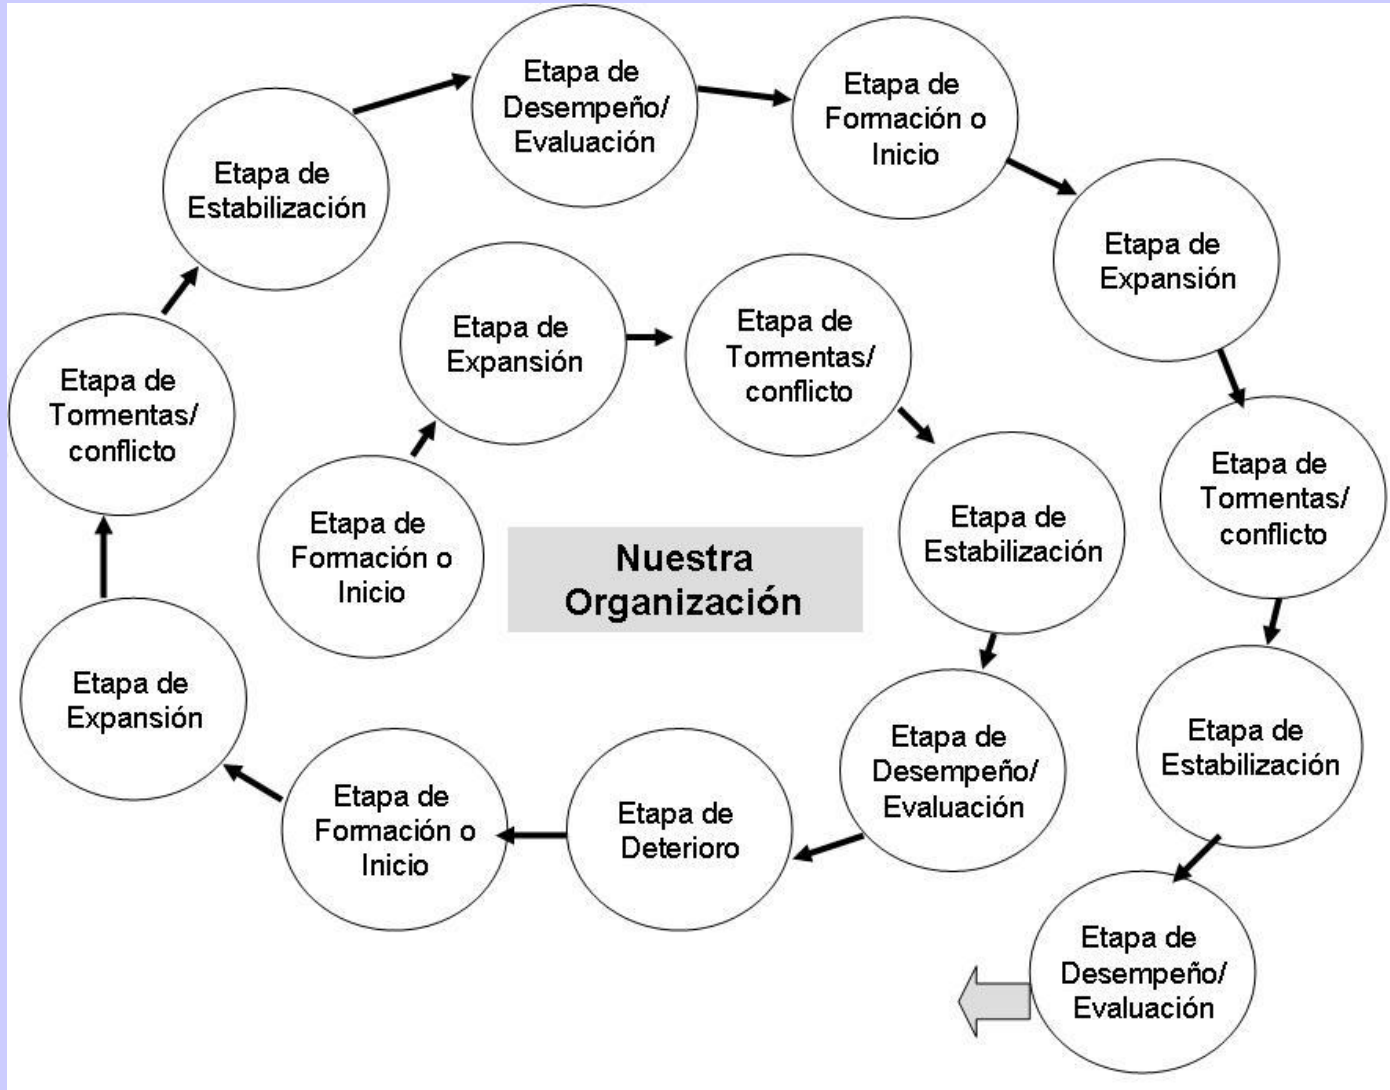 Etapa de
Formación o
Inicio
Etapa de
Expansión
Etapa de
Tormentas/
conflicto
Etapa de
Estabilización
Etapa de
Desempeño/
Evaluación
Etapa de
Deterioro
Etapa de
Formación o
Inicio
Etapa de
Expansión
Etapa de
Tormentas/
conflicto
Etapa de
Estabilización
Etapa de
Desempeño/
Evaluación
Etapa de
Formación o
Inicio
Etapa de
Expansión
Etapa de
Tormentas/
conflicto
Etapa de
Estabilización
Etapa de
Desempeño/
Evaluación
Nuestra
Organización